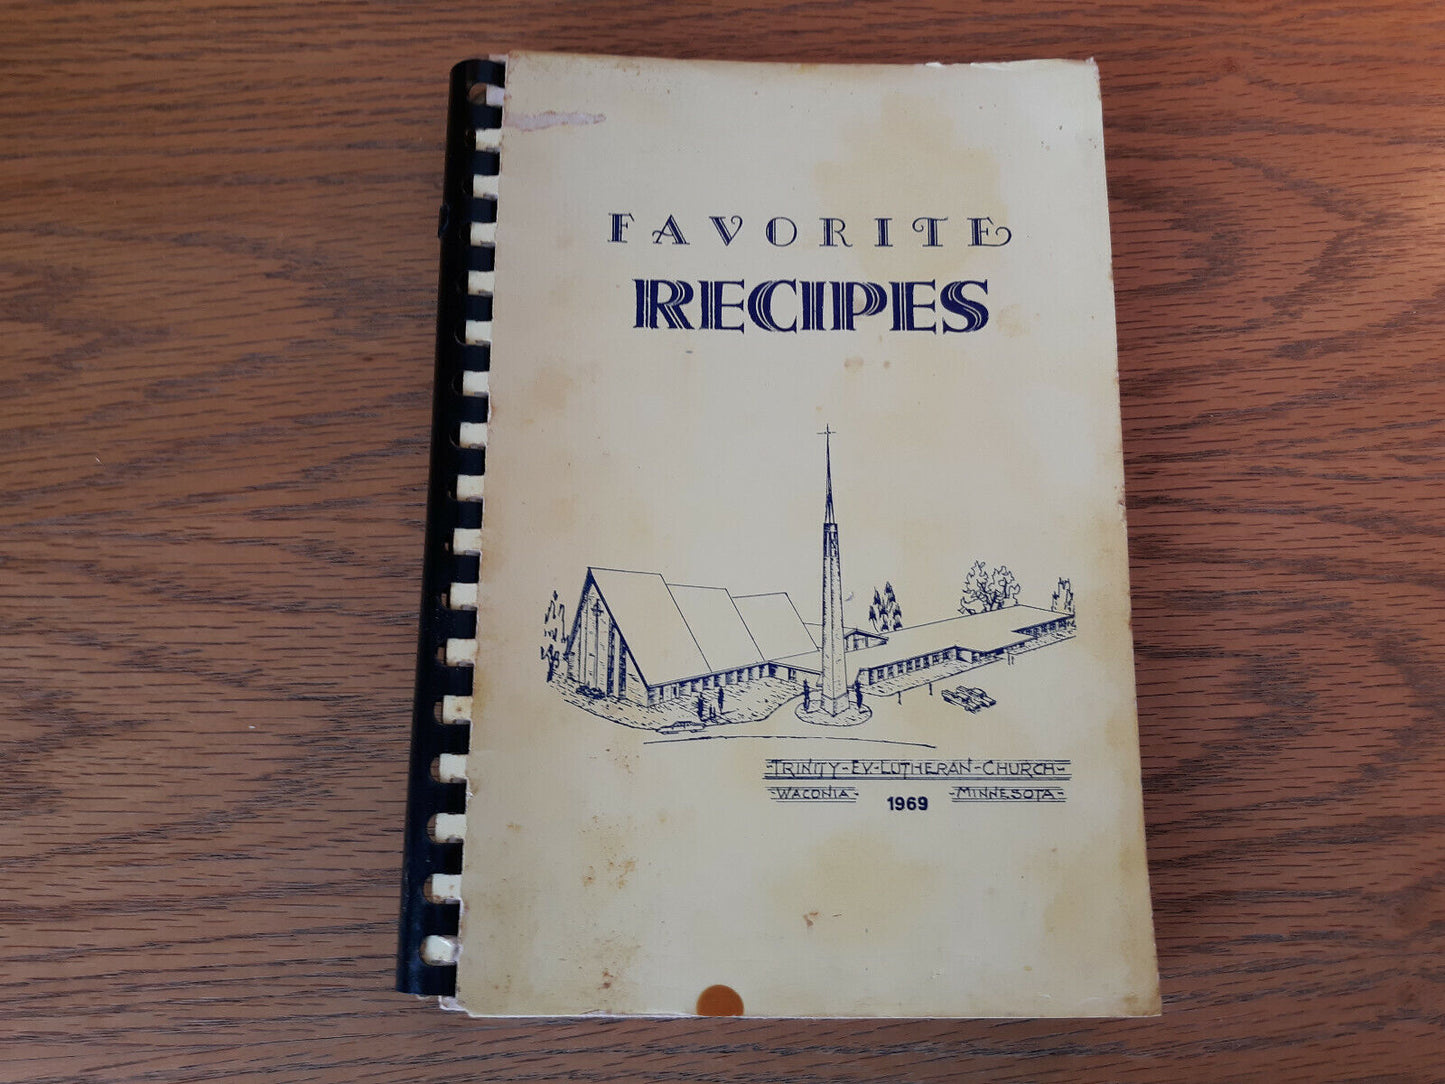 FAVORITE
RECIPES
-TRINITY-EV-LUTHERAN-CHURCH-
-WACONIA- 1969 -MINNESOTA-